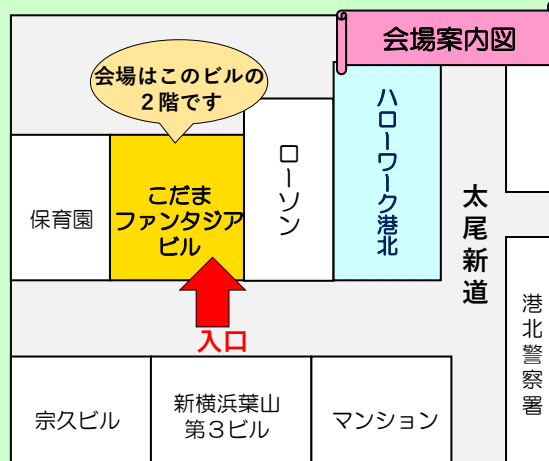 会場案内図
会場はこのビルの
２階です
ハローワーク港北
ローソン
こだま
ファンタジア
ビル
保育園
太尾新道
入口
港北警察署
宗久ビル
新横浜葉山
第３ビル
マンション